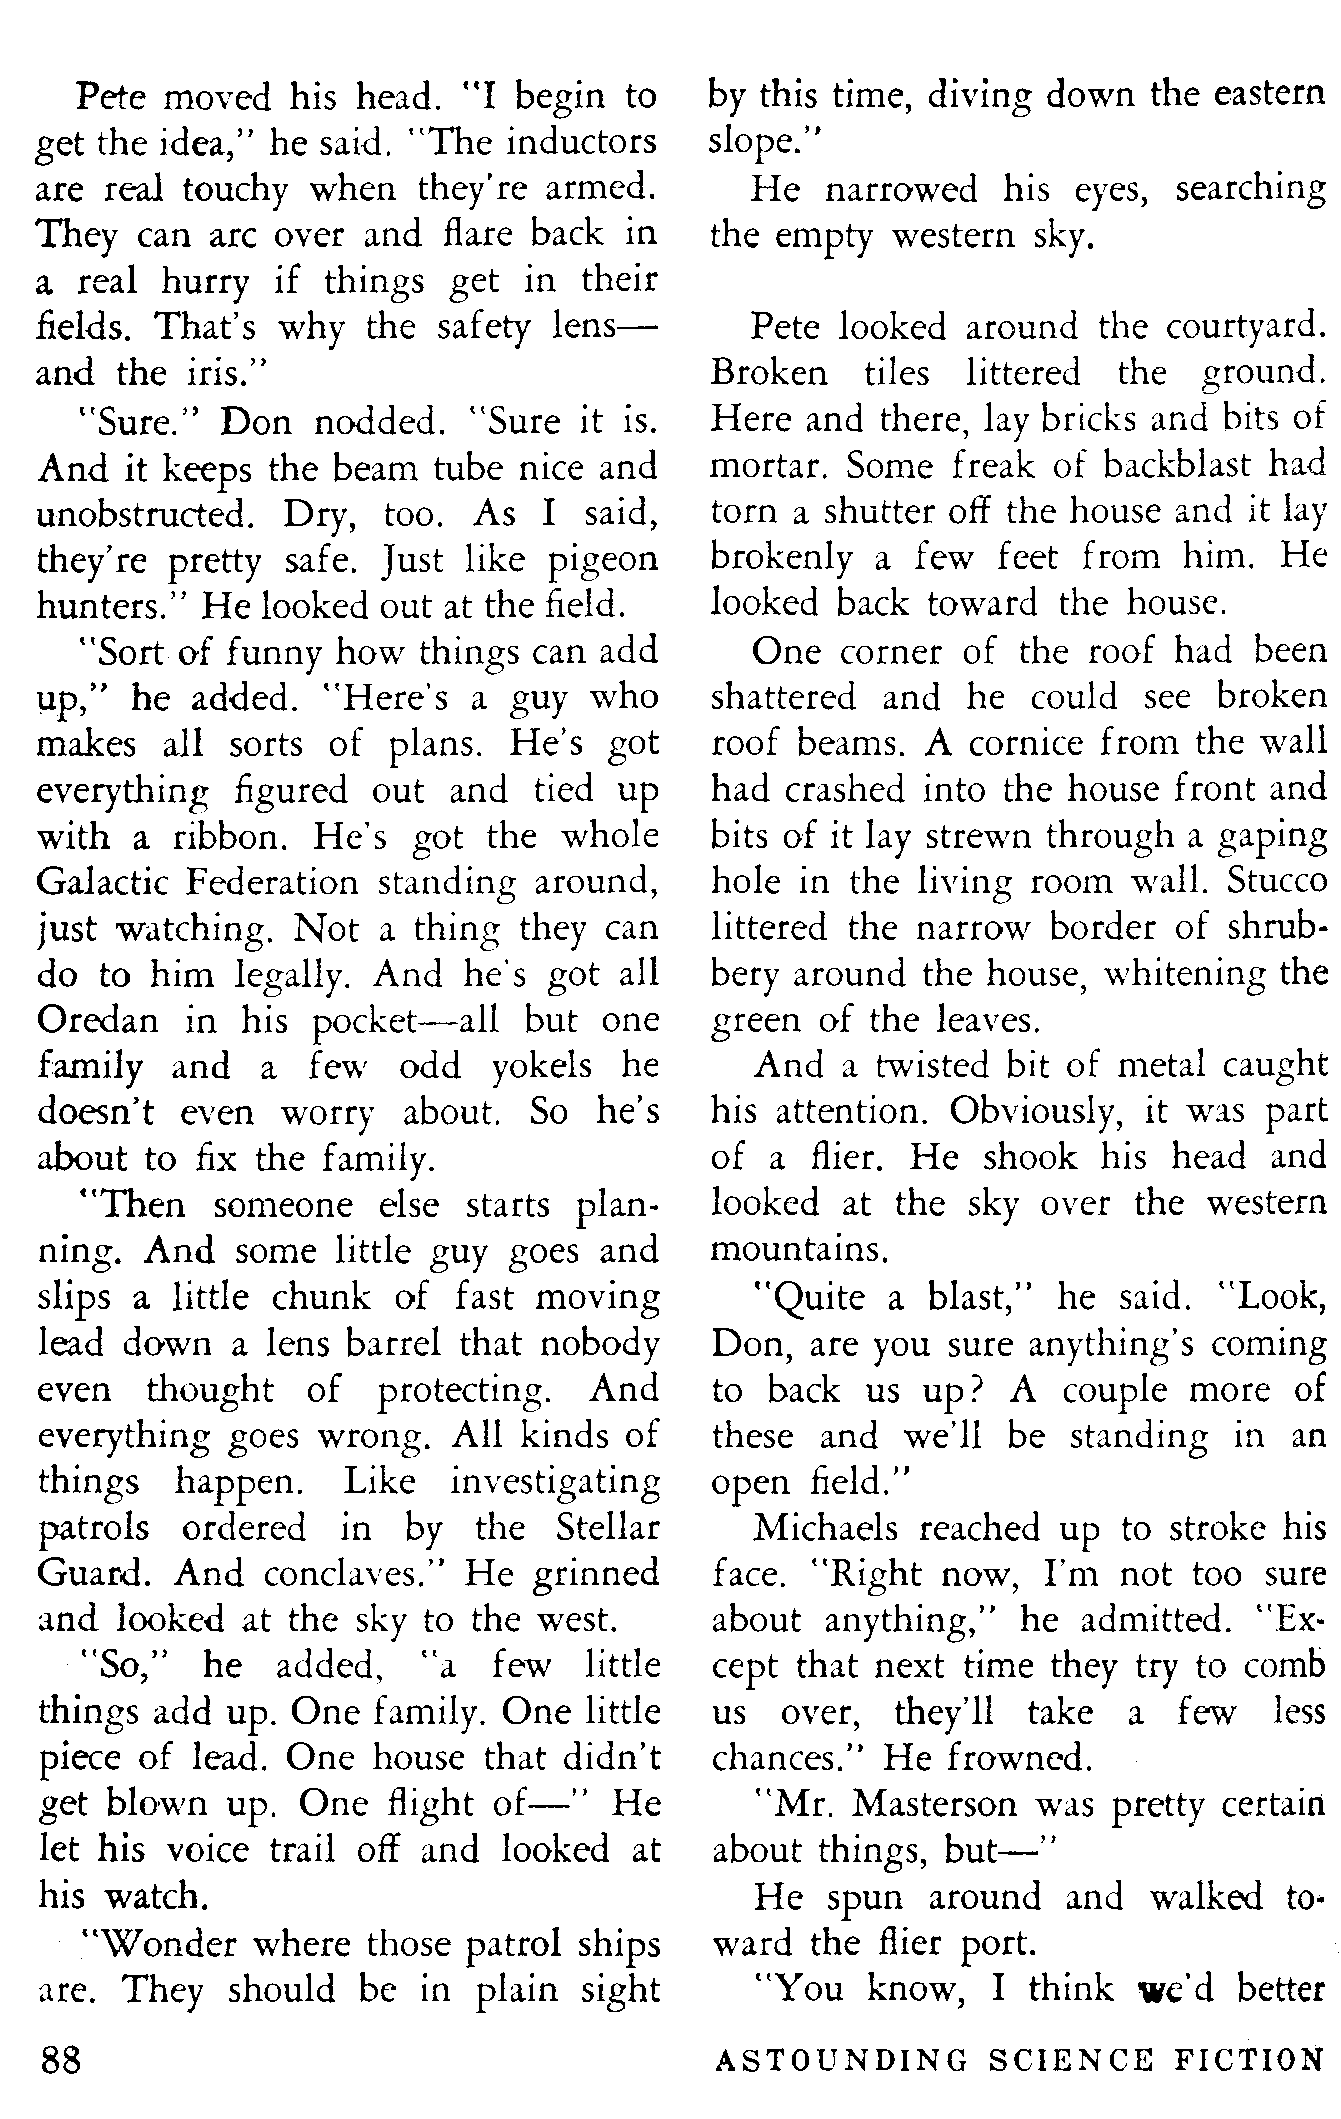 Pete moved his head. "I begin to
get the idea," he said. "The inductors
are real touchy when they're armed.
They can arc over and flare back in
a real hurry if things get in their
fields. That's why the safety lens—
and the iris."
"Sure." Don nodded. "Sure it is.
And it keeps the beam tube nice and
unobstructed. Dry, too. As I said,
they're pretty safe. Just like pigeon
hunters." He looked out at the field.
"Sort of funny how things can add
up," he added. "Here's a guy who
makes all sorts of plans. He's got
everything figured out and tied up
with a ribbon. He's got the whole
Galactic Federation standing around,
just watching. Not a thing they can
do to him legally. And he's got all
Oredan in his pocket—all but one
family and a few odd yokels he
doesn't even worry about. So he's
about to fix the family.
"Then someone else starts plan-
ning. And some little guy goes and
slips a little chunk of fast moving
lead down a lens barrel that nobody
even thought of protecting. And
everything goes wrong. All kinds of
things happen. Like investigating
patrols ordered in by the Stellar
Guard. And conclaves." He grinned
and looked at the sky to the west.
"So," he added, "a few little
things add up. One family. One little
piece of lead. One house that didn't
get blown up. One flight of—" He
let his voice trail off and looked at
his watch.
"Wonder where those patrol ships
are. They should be in plain sight
by this time, diving down the eastern
slope."
He narrowed his eyes, searching
the empty western sky.
Pete looked around the courtyard.
Broken tiles littered the ground.
Here and there, lay bricks and bits of
mortar. Some freak of backblast had
torn a shutter off the house and it lay
brokenly a few feet from him. He
looked back toward the house.
One corner of the roof had been
shattered and he could see broken
roof beams. A cornice from the wall
had crashed into the house front and
bits of it lay strewn through a gaping
hole in the living room wall. Stucco
littered the narrow border of shrub-
bery around the house, whitening the
green of the leaves.
And a twisted bit of metal caught
his attention. Obviously, it was part
of a flier. He shook his head and
looked at the sky over the western
mountains.
"Quite a blast," he said. "Look,
Don, are you sure anything's coming
to back us up? A couple more of
these and we'll be standing in an
open field."
Michaels reached up to stroke his
face. "Right now, I'm not too sure
about anything," he admitted. "Ex-
cept that next time they try to comb
us over, they'll take a few less
chances." He frowned.
"Mr. Masterson was pretty certain
about things, but—"
He spun around and walked to-
ward the flier port.
"You know, I think we'd better
88
ASTOUNDING SCIENCE FICTION